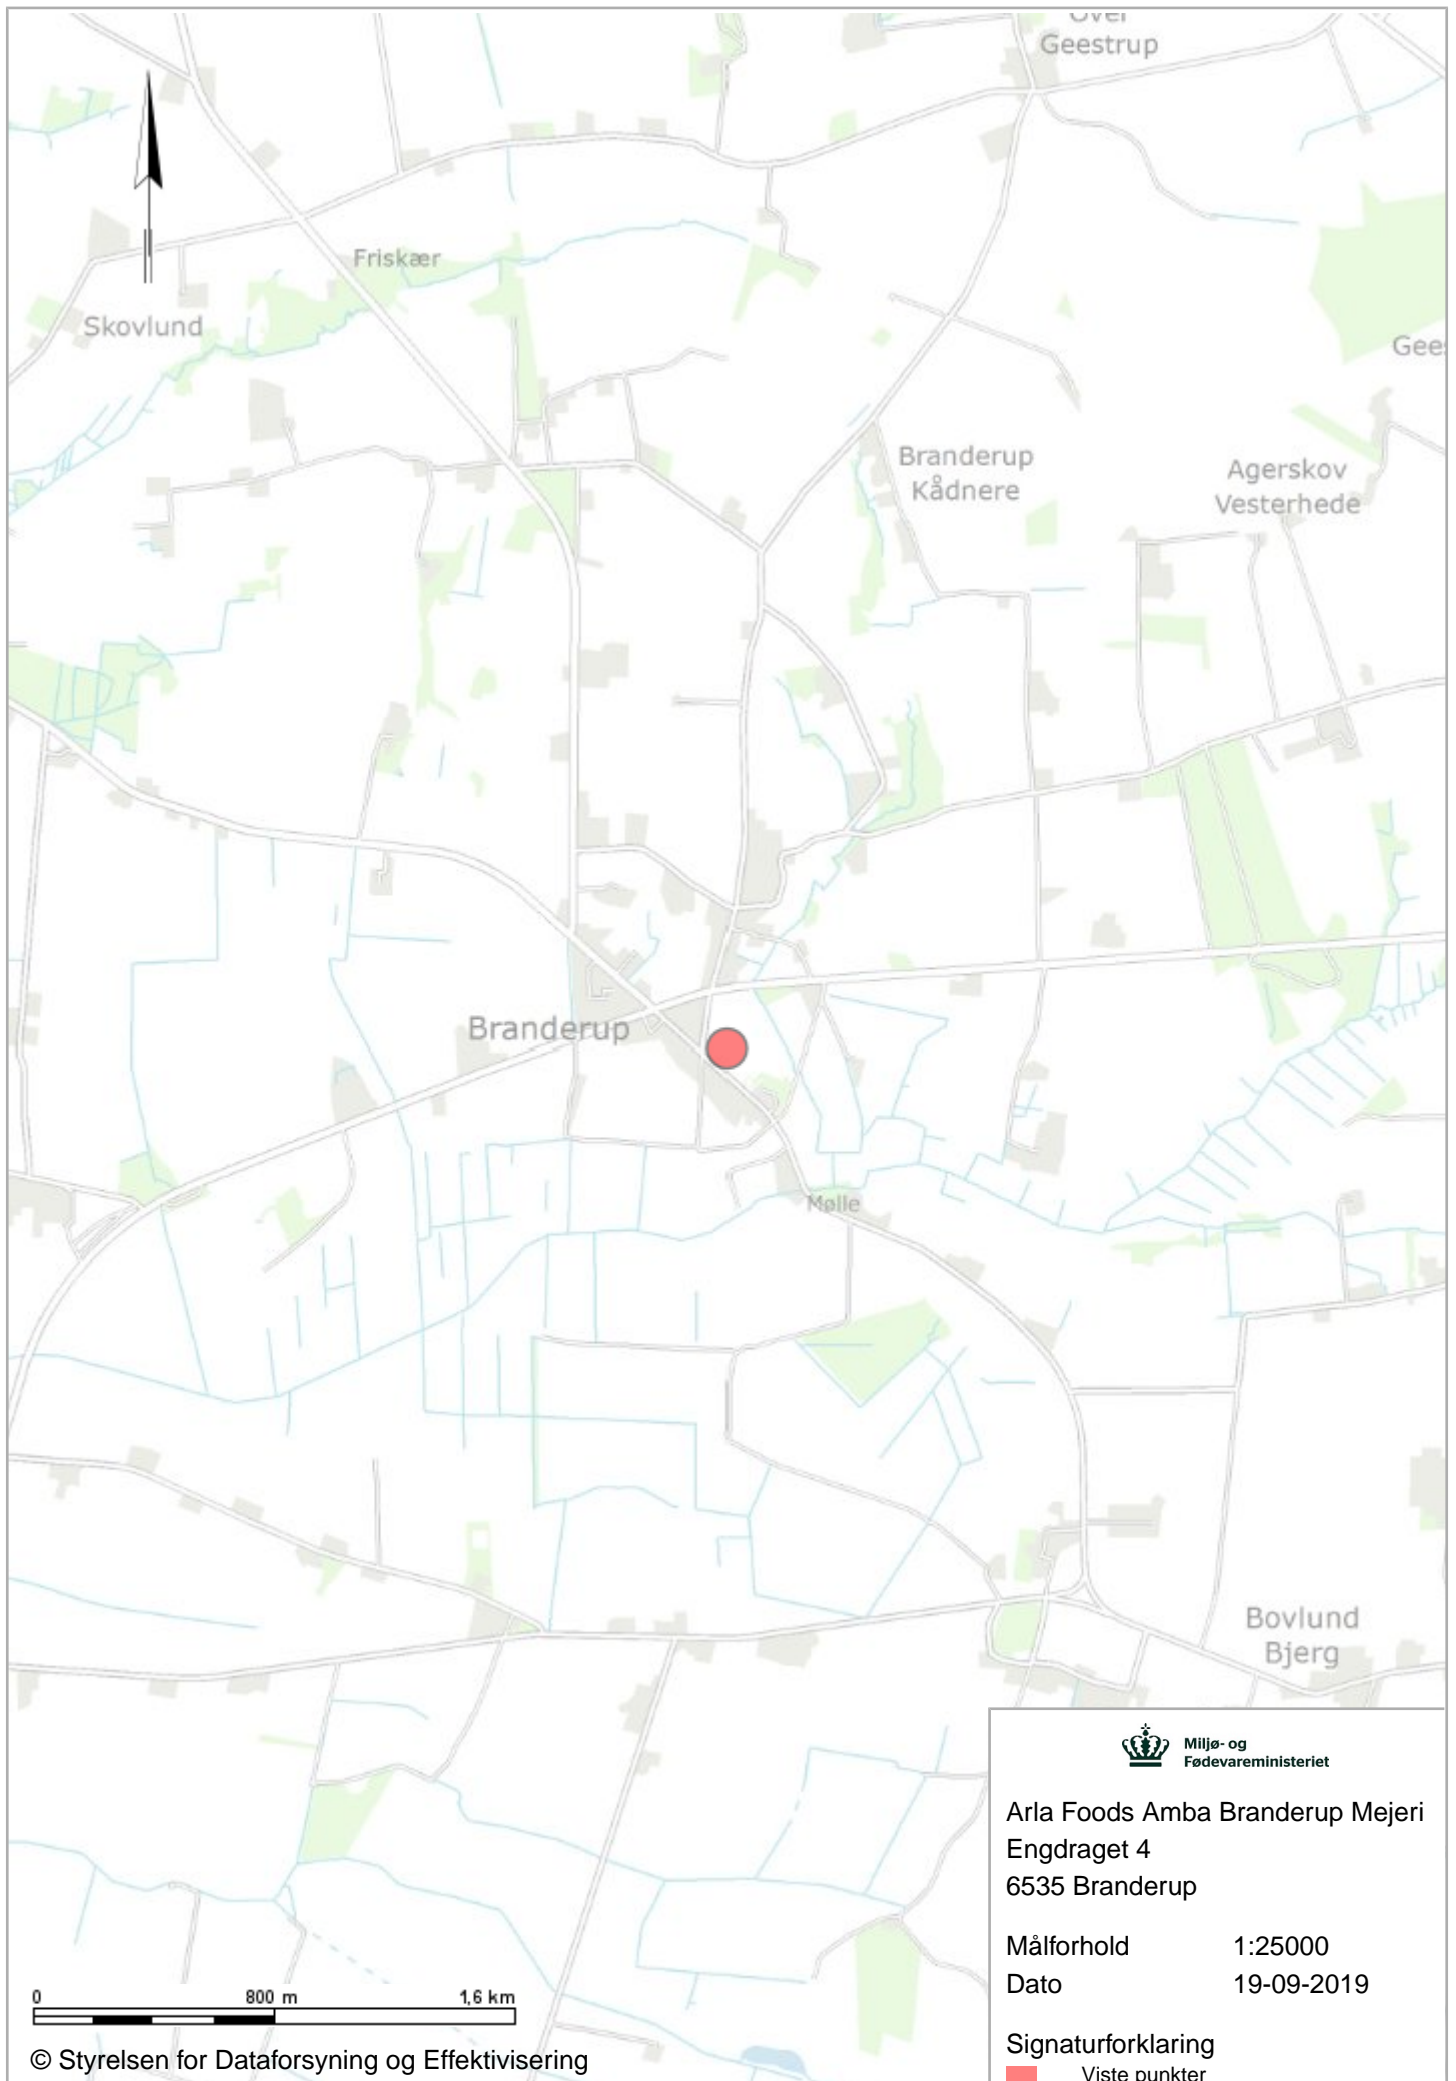 Over
Geestrup
Friskær
Skovlund
Branderup
Kådnere
Agerskov
Vesterhede
Branderup
Mølle
Bovlund
Bjerg
Miljø- og
Fødevareministeriet
Arla Foods Amba Branderup Mejeri
Engdraget 4
6535 Branderup
Målforhold 1:25000
Dato 19-09-2019
Signaturforklaring
Viste punkter
0 800 m 1,6 km
© Styrelsen for Dataforsyning og Effektivisering